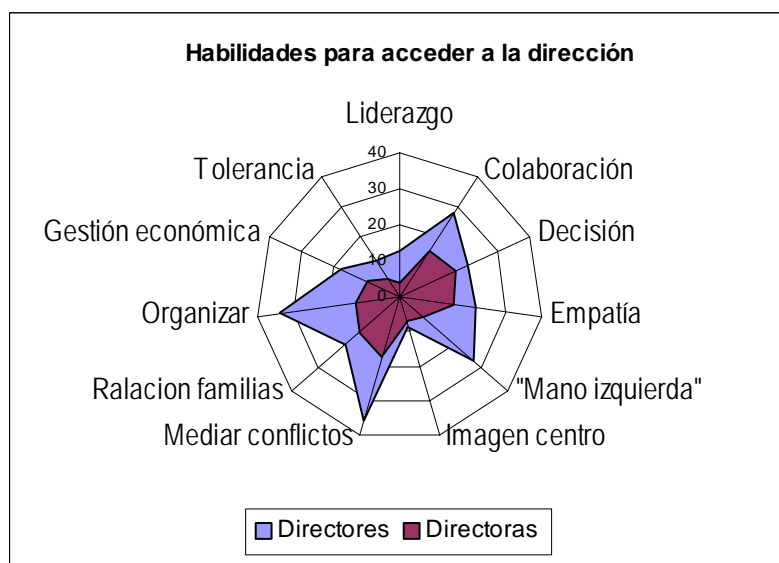 Habilidades para acceder a la dirección
Liderazgo
40
Tolerancia
Colaboración
30
Gestión económica
20
Decisión
10
Organizar
0
Empatía
Ralacion familias
"Mano izquierda"
Mediar conflictos
Imagen centro
Directores
Directoras